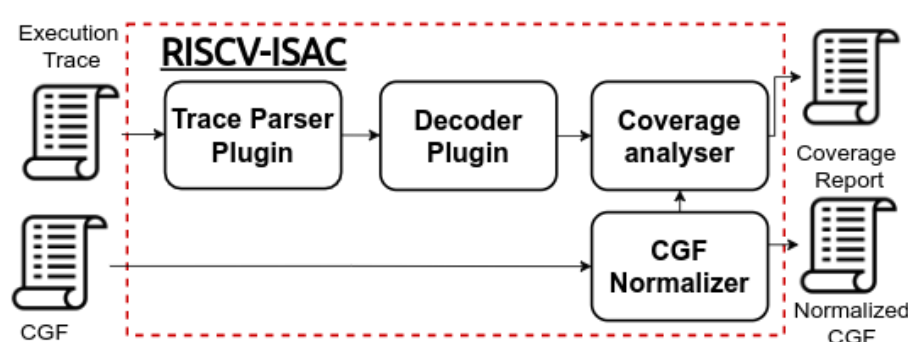 Execution
Trace
RISCV-ISAC
Trace Parser
Plugin
Decoder
Plugin
Coverage
analyser
Coverage
Report
CGF
CGF
Normalizer
Normalized
CGF